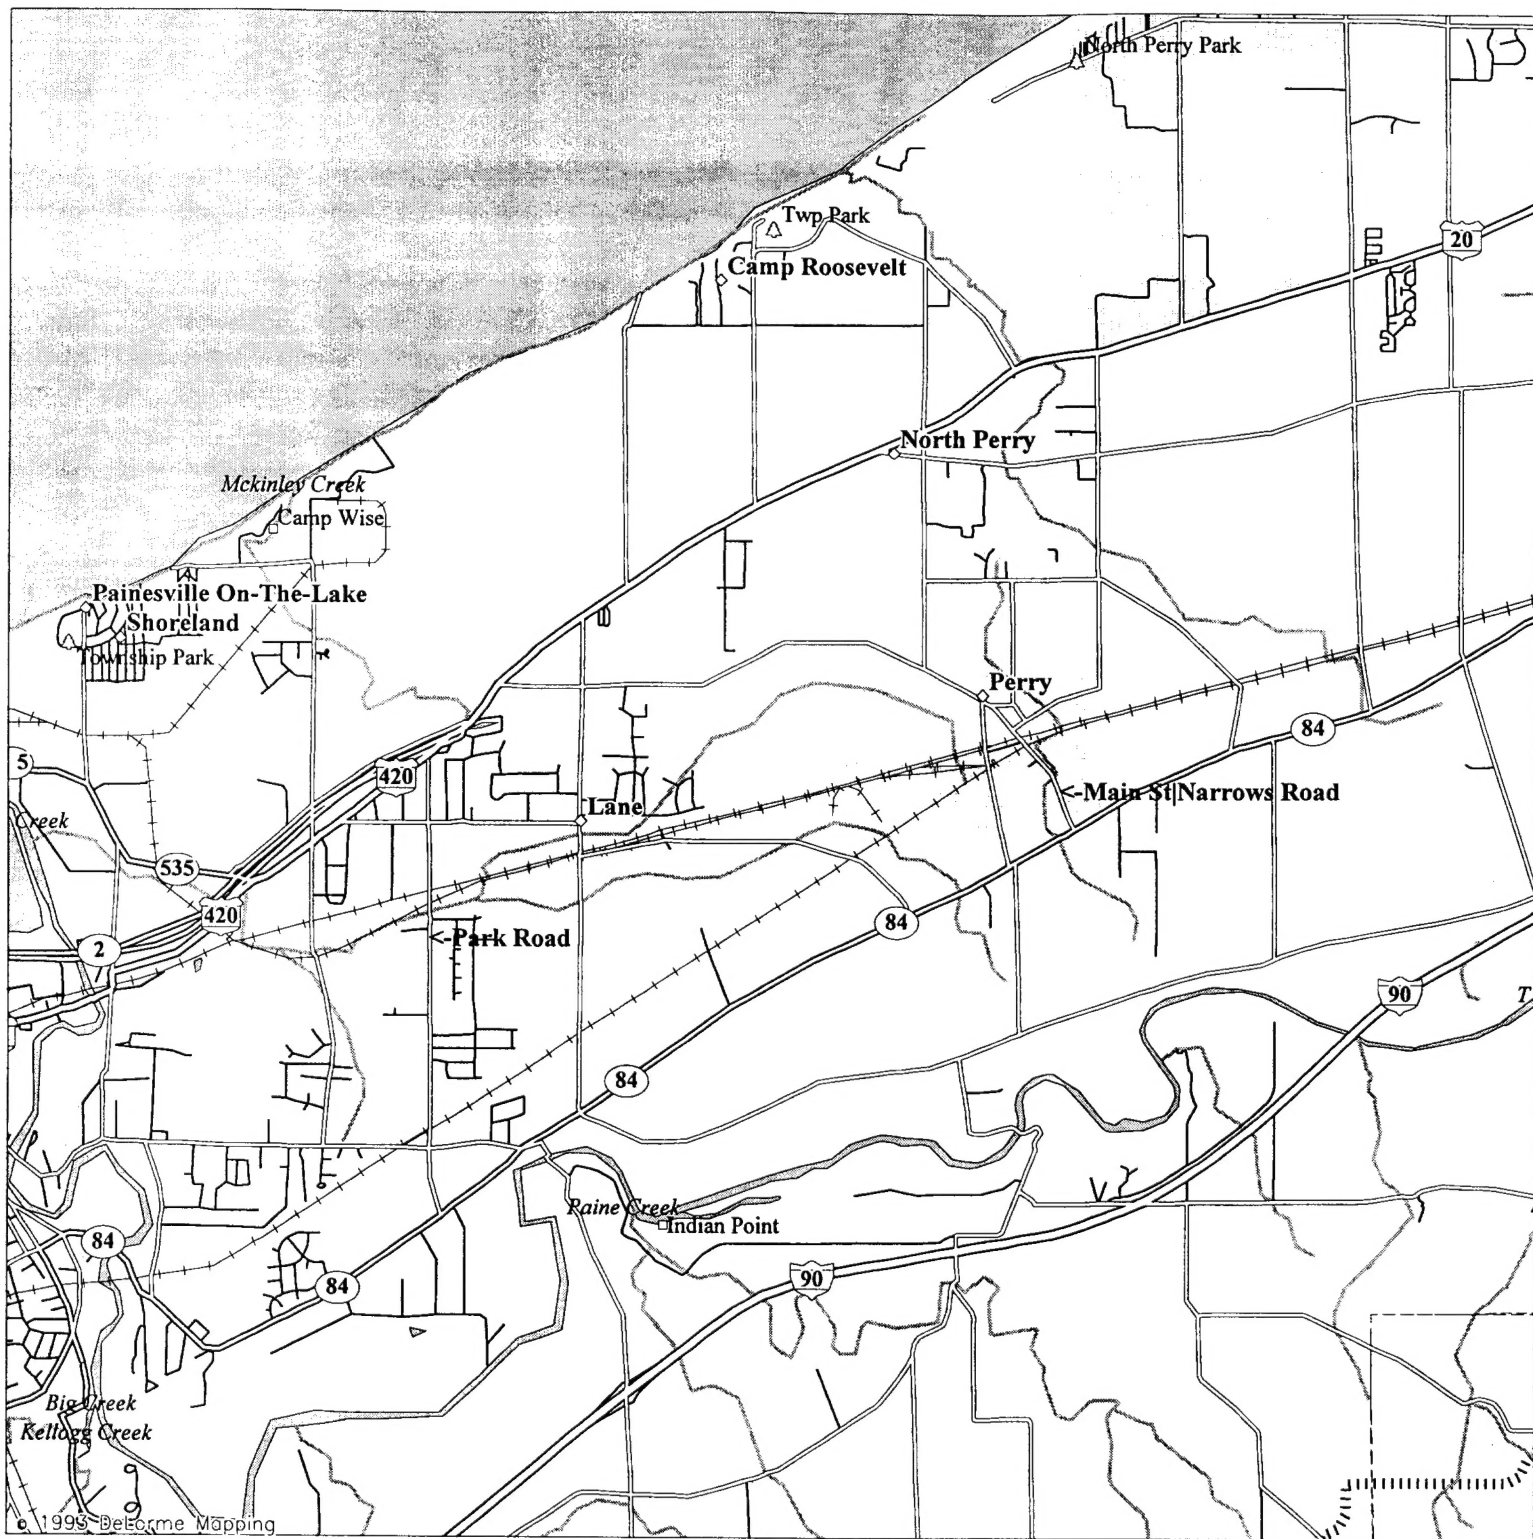 North Perry Park
Twp Park
20
Camp Roosevelt
North Perry
Mckinley Creek
Camp Wise
Painesville On-The-Lake
Shoreland
Township Park
Perry
84
5
420
<-Main St|Narrows Road
Lane
Creek
535
420
84
2
<-Park Road
90
T
84
Paine Creek
Indian Point
84
90
84
Big Creek
Kellogg Creek
© 1993 DeLorme Mapping